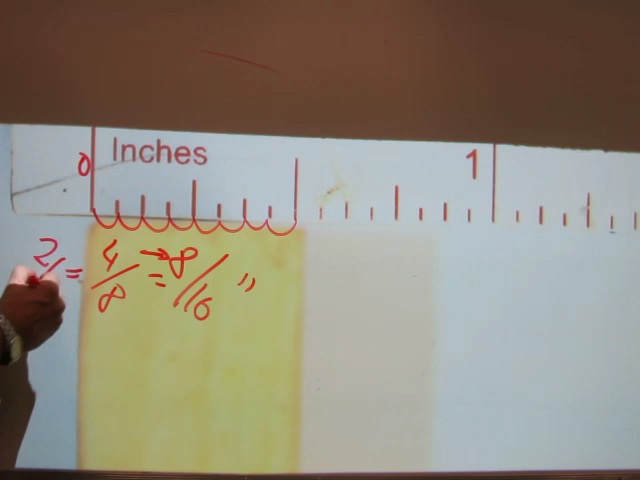 0 Inches 1
2/ = 4/8 → = 8/16 "